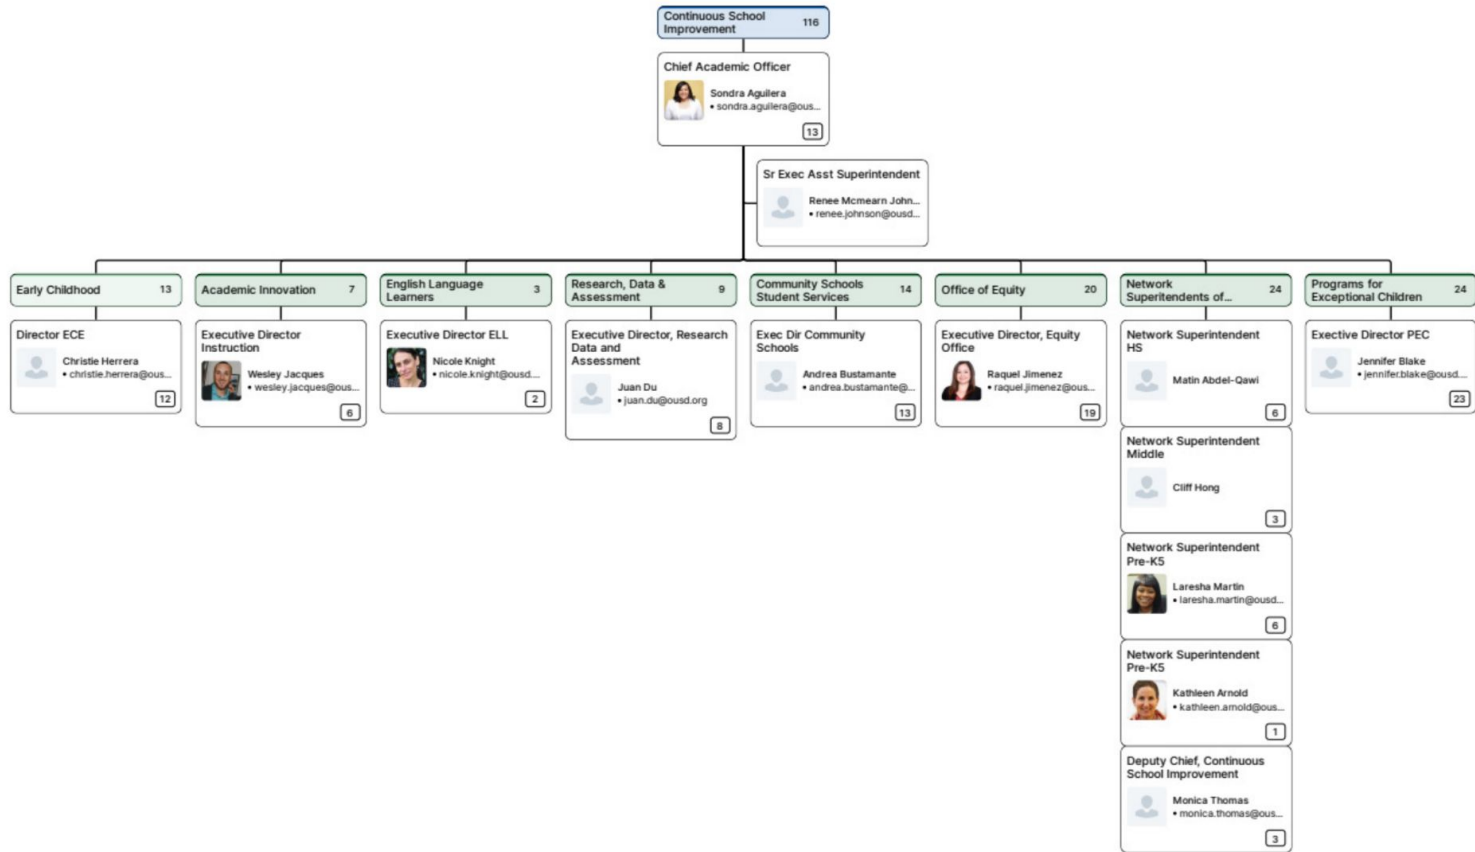 Continuous School
Improvement
116
Chief Academic Officer
Sondra Aguilera
• sondra.aguilera@ous...
13
Sr Exec Asst Superintendent
Renee Mcmearn John...
• renee.johnson@ousd...
Early Childhood
13
Director ECE
Christie Herrera
• christie.herrera@ous...
12
Academic Innovation
7
Executive Director
Instruction
Wesley Jacques
• wesley.jacques@ous...
6
English Language
Learners
3
Executive Director ELL
Nicole Knight
• nicole.knight@ousd....
2
Research, Data &
Assessment
9
Executive Director, Research
Data and
Assessment
Juan Du
• juan.du@ousd.org
8
Community Schools
Student Services
14
Exec Dir Community
Schools
Andrea Bustamante
• andrea.bustamante@...
13
Office of Equity
20
Executive Director, Equity
Office
Raquel Jimenez
• raquel.jimenez@ous...
19
Network
Superitendents of...
24
Network Superintendent
HS
Matin Abdel-Qawi
6
Network Superintendent
Middle
Cliff Hong
3
Network Superintendent
Pre-K5
Laresha Martin
• laresha.martin@ousd...
6
Network Superintendent
Pre-K5
Kathleen Arnold
• kathleen.arnold@ous...
1
Deputy Chief, Continuous
School Improvement
Monica Thomas
• monica.thomas@ous...
3
Programs for
Exceptional Children
24
Exective Director PEC
Jennifer Blake
• jennifer.blake@ousd....
23